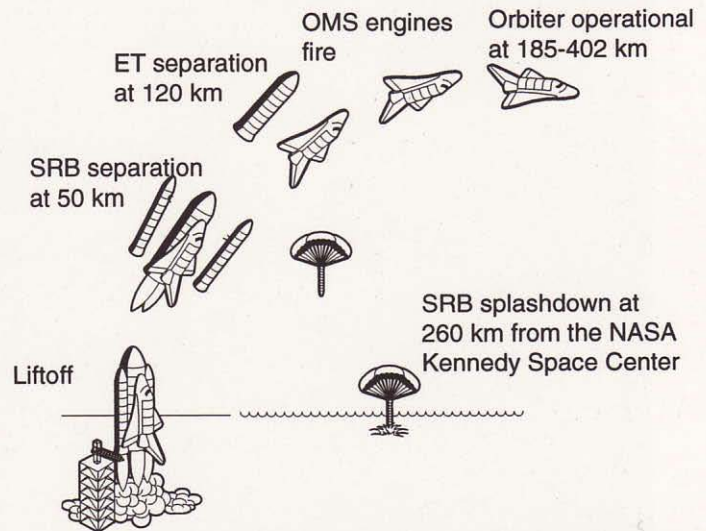 OMS engines
fire
Orbiter operational
at 185-402 km
ET separation
at 120 km
SRB separation
at 50 km
SRB splashdown at
260 km from the NASA
Kennedy Space Center
Liftoff